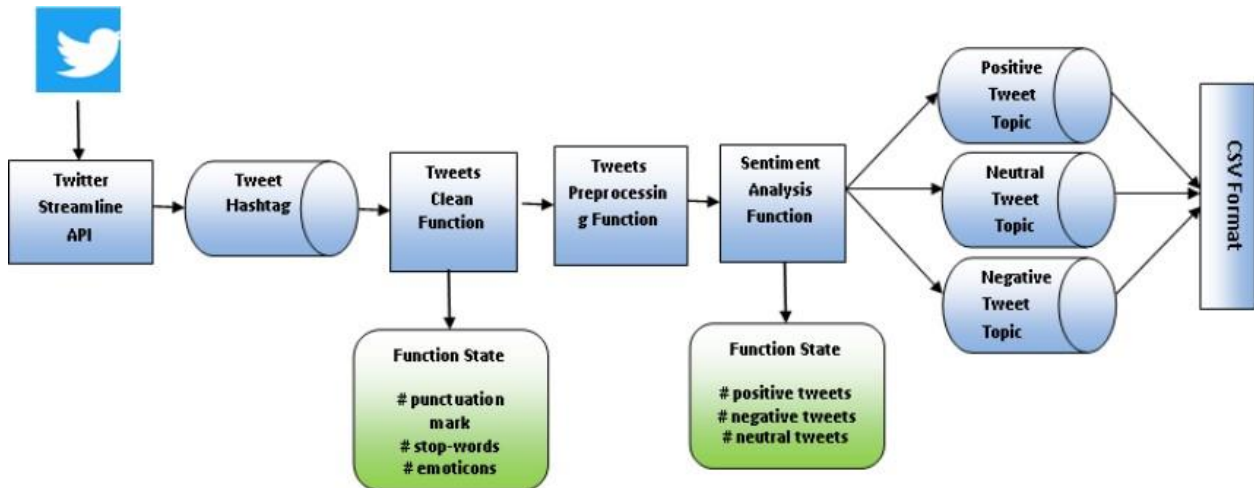 Twitter
Streamline
API
Tweet
Hashtag
Tweets
Clean
Function
Tweets
Preprocessin
g Function
Sentiment
Analysis
Function
Positive
Tweet
Topic
Neutral
Tweet
Topic
Negative
Tweet
Topic
CSV Format
Function State
# punctuation
mark
# stop-words
# emoticons
Function State
# positive tweets
# negative tweets
# neutral tweets